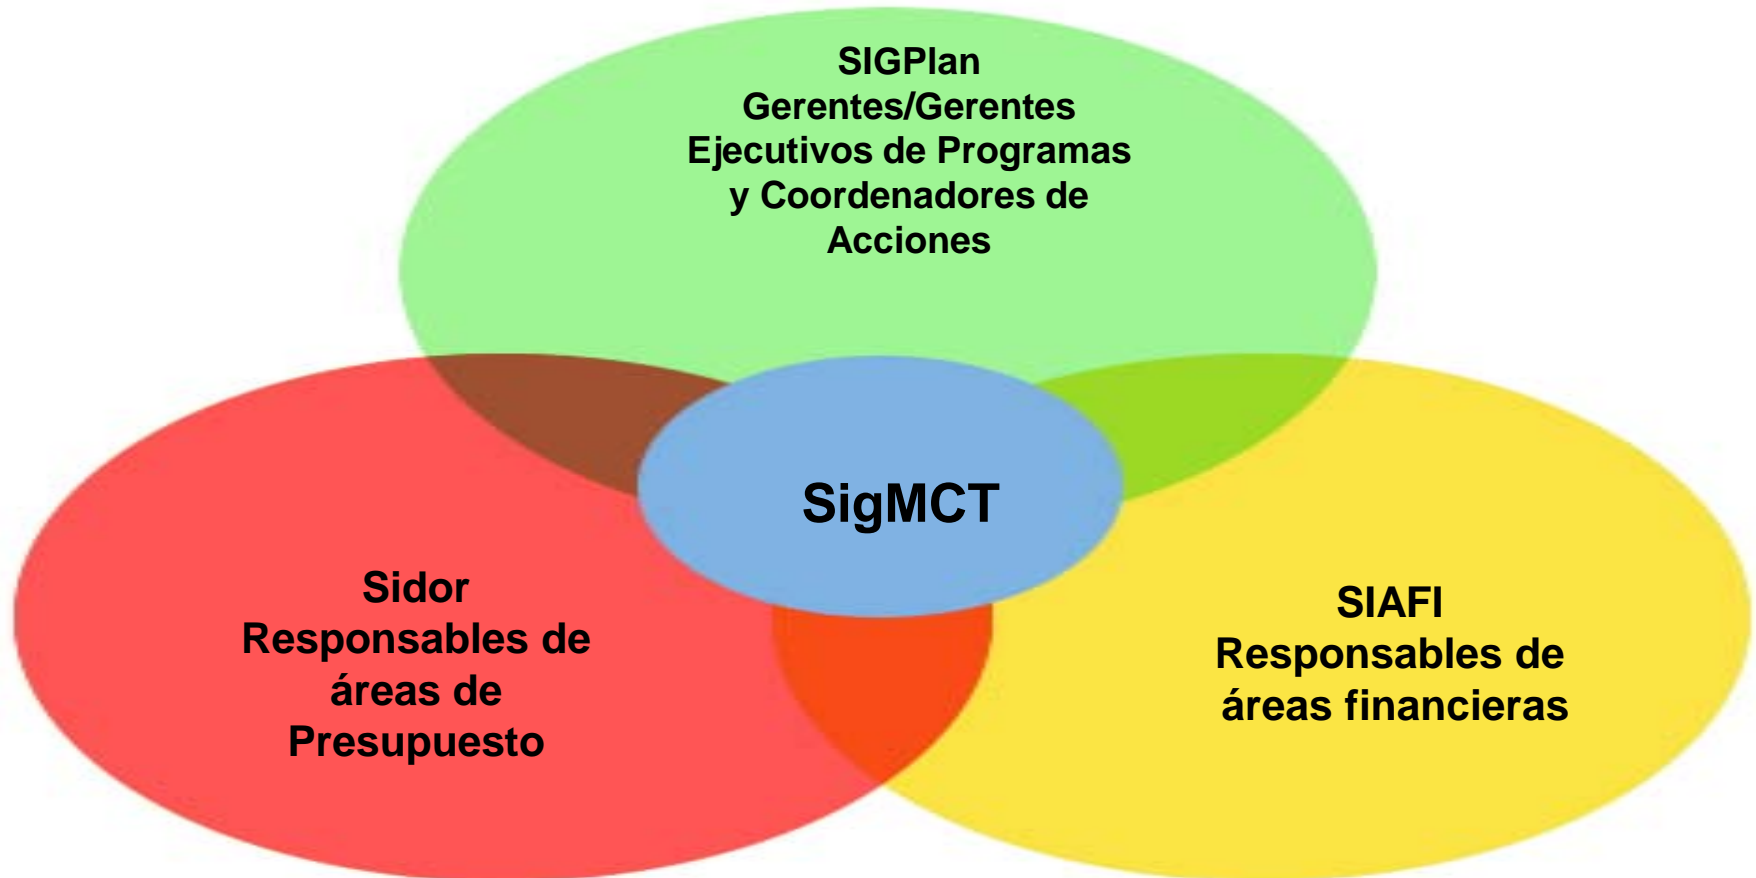 SIGPlan
Gerentes/Gerentes
Ejecutivos de Programas
y Coordenadores de
Acciones
SigMCT
Sidor
Responsables de
áreas de
Presupuesto
SIAFI
Responsables de
áreas financieras